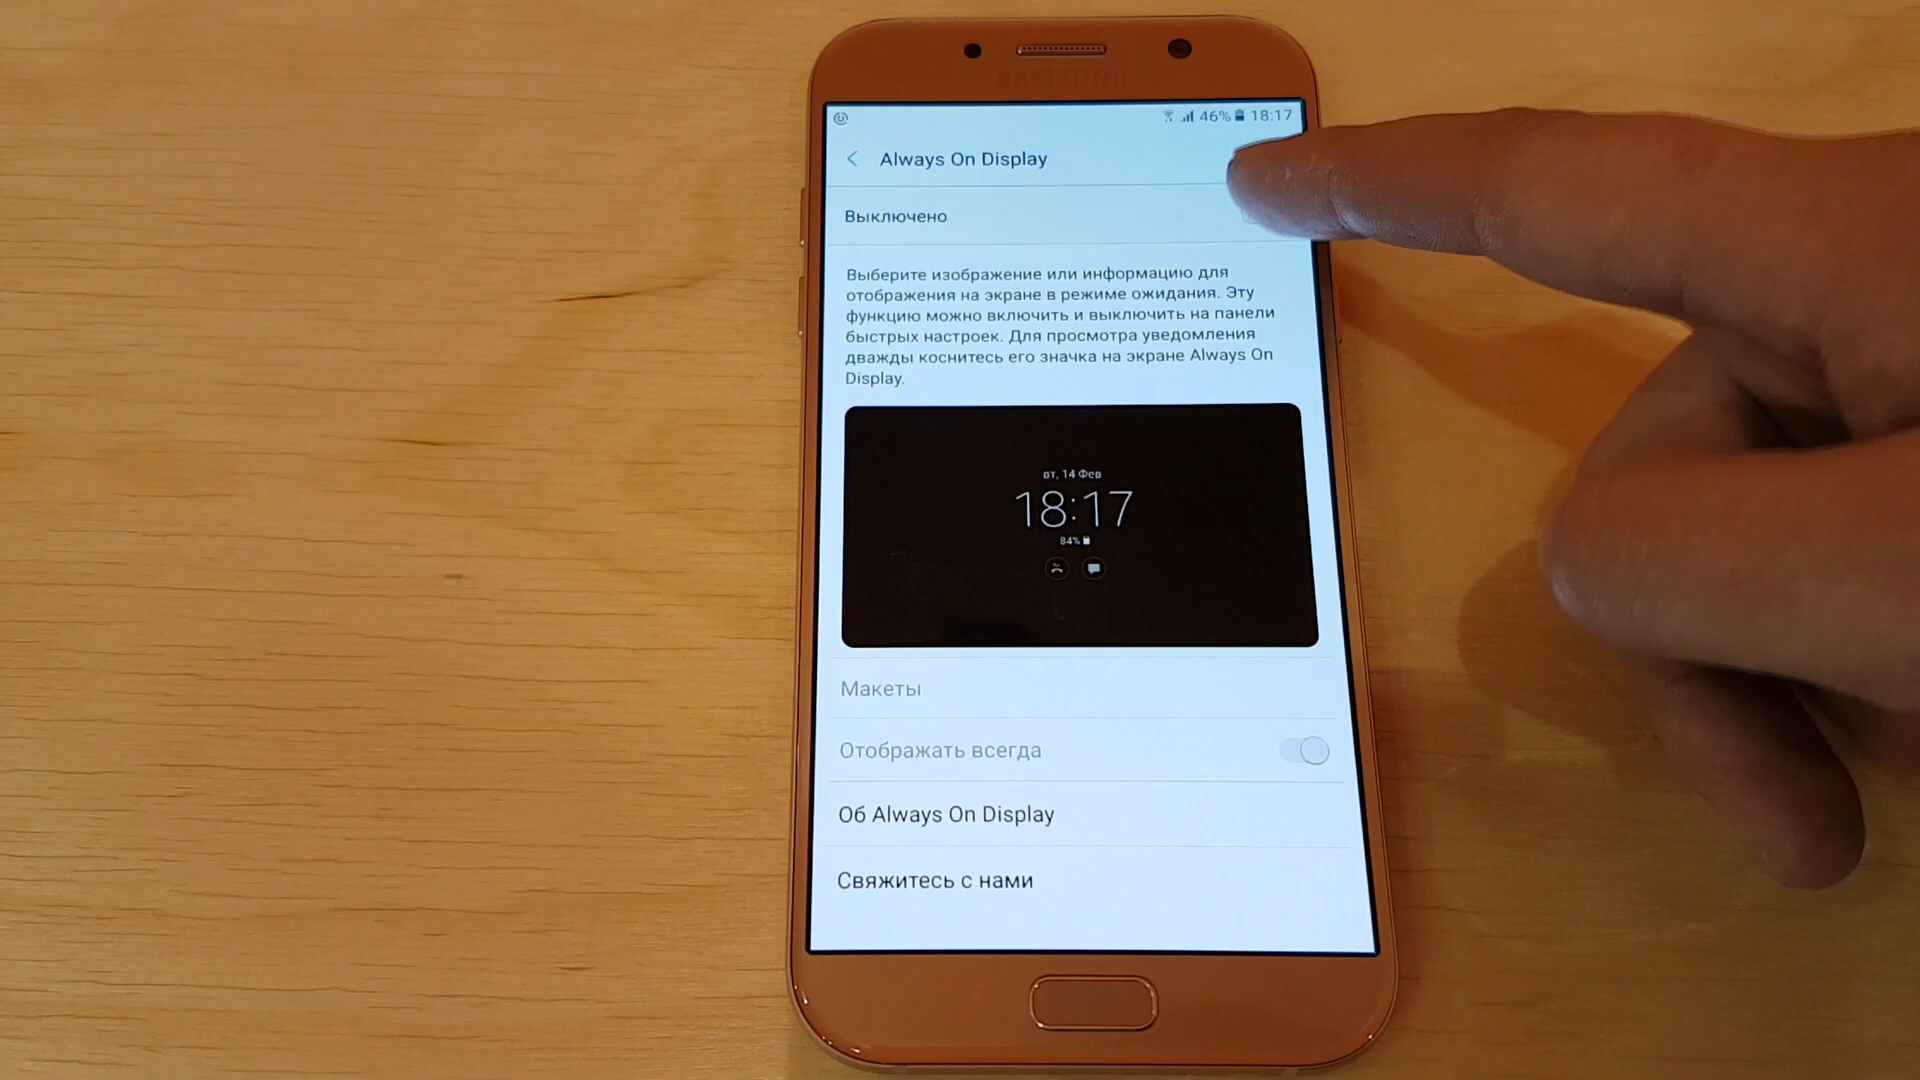 SAMSUNG
46% 18:17
Always On Display
Выключено
Выберите изображение или информацию для
отображения на экране в режиме ожидания. Эту
функцию можно включить и выключить на панели
быстрых настроек. Для просмотра уведомления
дважды коснитесь его значка на экране Always On
Display.
вт, 14 Фев
18:17
84%
Макеты
Отображать всегда
Об Always On Display
Свяжитесь с нами